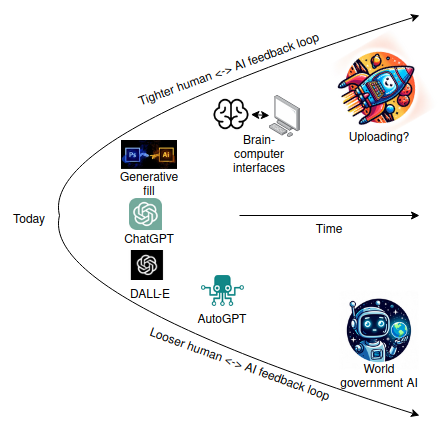 Tighter human <-> AI feedback loop
Uploading?
Brain-
computer
interfaces
Ps
Ai
Generative
fill
Today
ChatGPT
Time
DALL-E
AutoGPT
Looser human <-> AI feedback loop
World
government AI